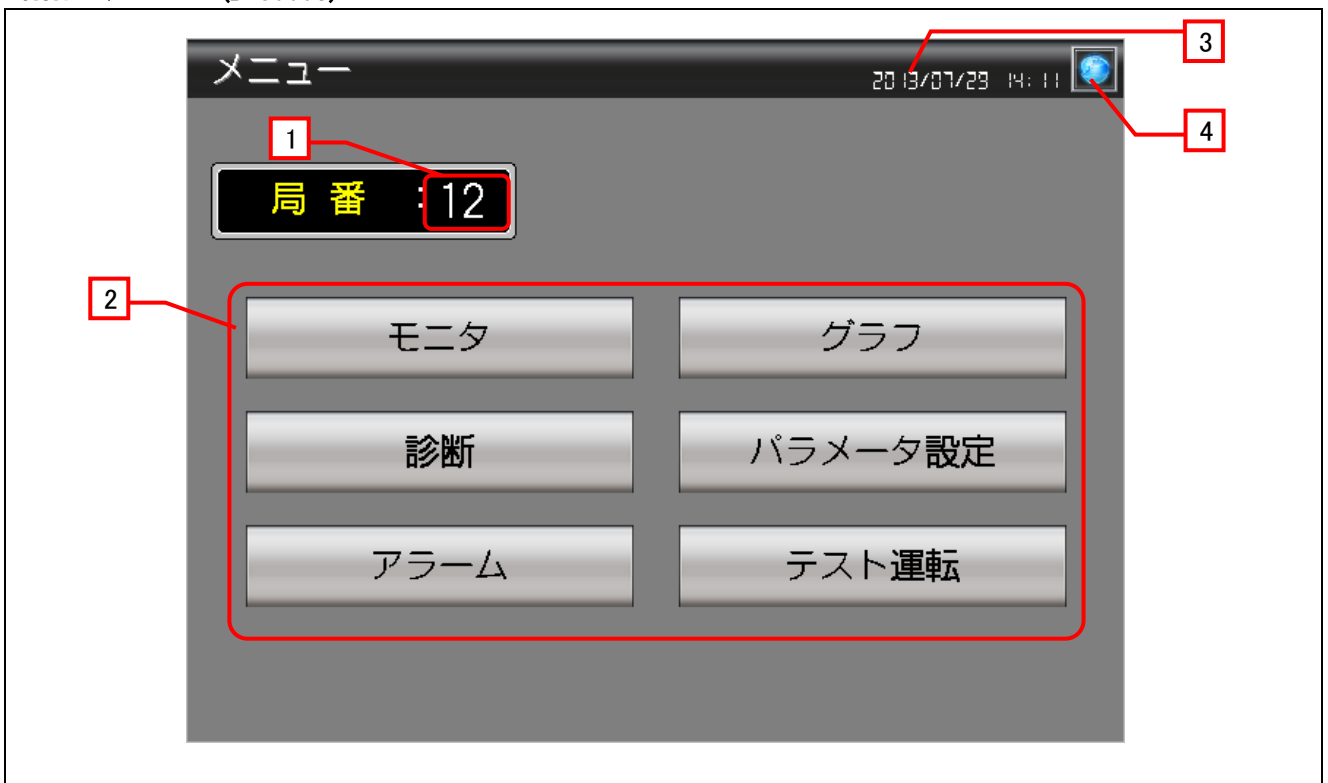 メニュー
2013/07/29 14:11
3
4
1
局番 :12
2
モニタ グラフ
診断 パラメータ設定
アラーム テスト運転